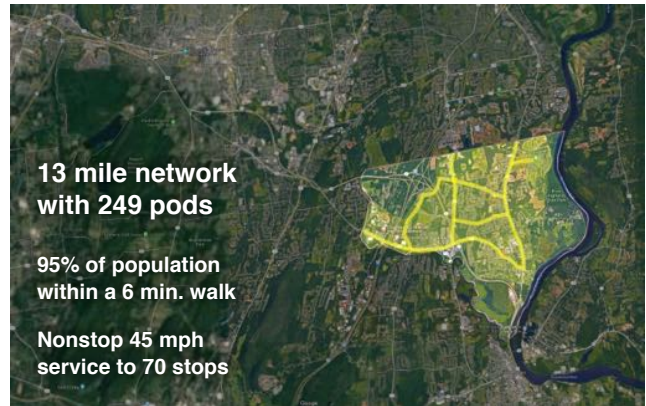 13 mile network
with 249 pods
95% of population
within a 6 min. walk
Nonstop 45 mph
service to 70 stops
Google